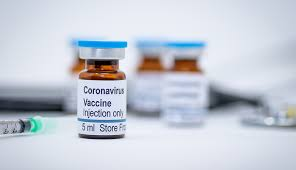 Coronavirus
Vaccine
Injection only
5 ml Store